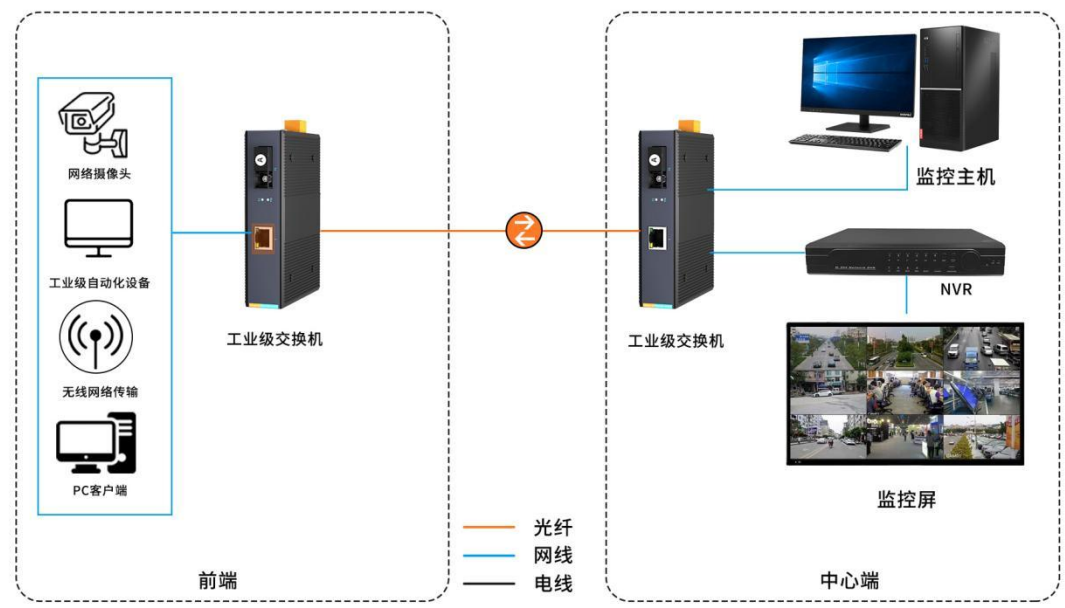 网络摄像头
工业级自动化设备
无线网络传输
PC客户端
工业级交换机
前端
光纤
网线
电线
工业级交换机
监控主机
NVR
监控屏
中心端